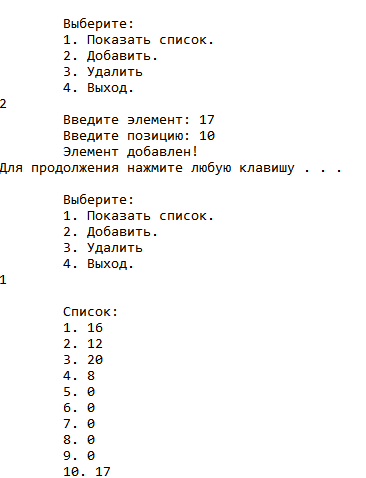 Выберите:
1. Показать список.
2. Добавить.
3. Удалить
4. Выход.
2
Введите элемент: 17
Введите позицию: 10
Элемент добавлен!
Для продолжения нажмите любую клавишу . . .
Выберите:
1. Показать список.
2. Добавить.
3. Удалить
4. Выход.
1
Список:
1. 16
2. 12
3. 20
4. 8
5. 0
6. 0
7. 0
8. 0
9. 0
10. 17